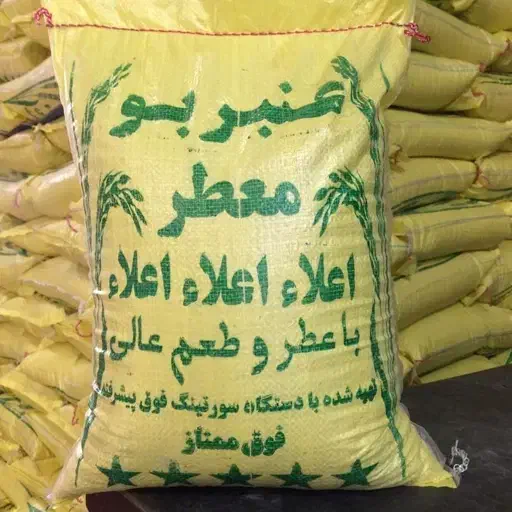 عنبر بو
معطر
اعلاء اعلاء اعلاء
با عطر و طعم عالی
تهیه شده با دستگاه سورتینگ فوق پیشرفته
فوق ممتاز